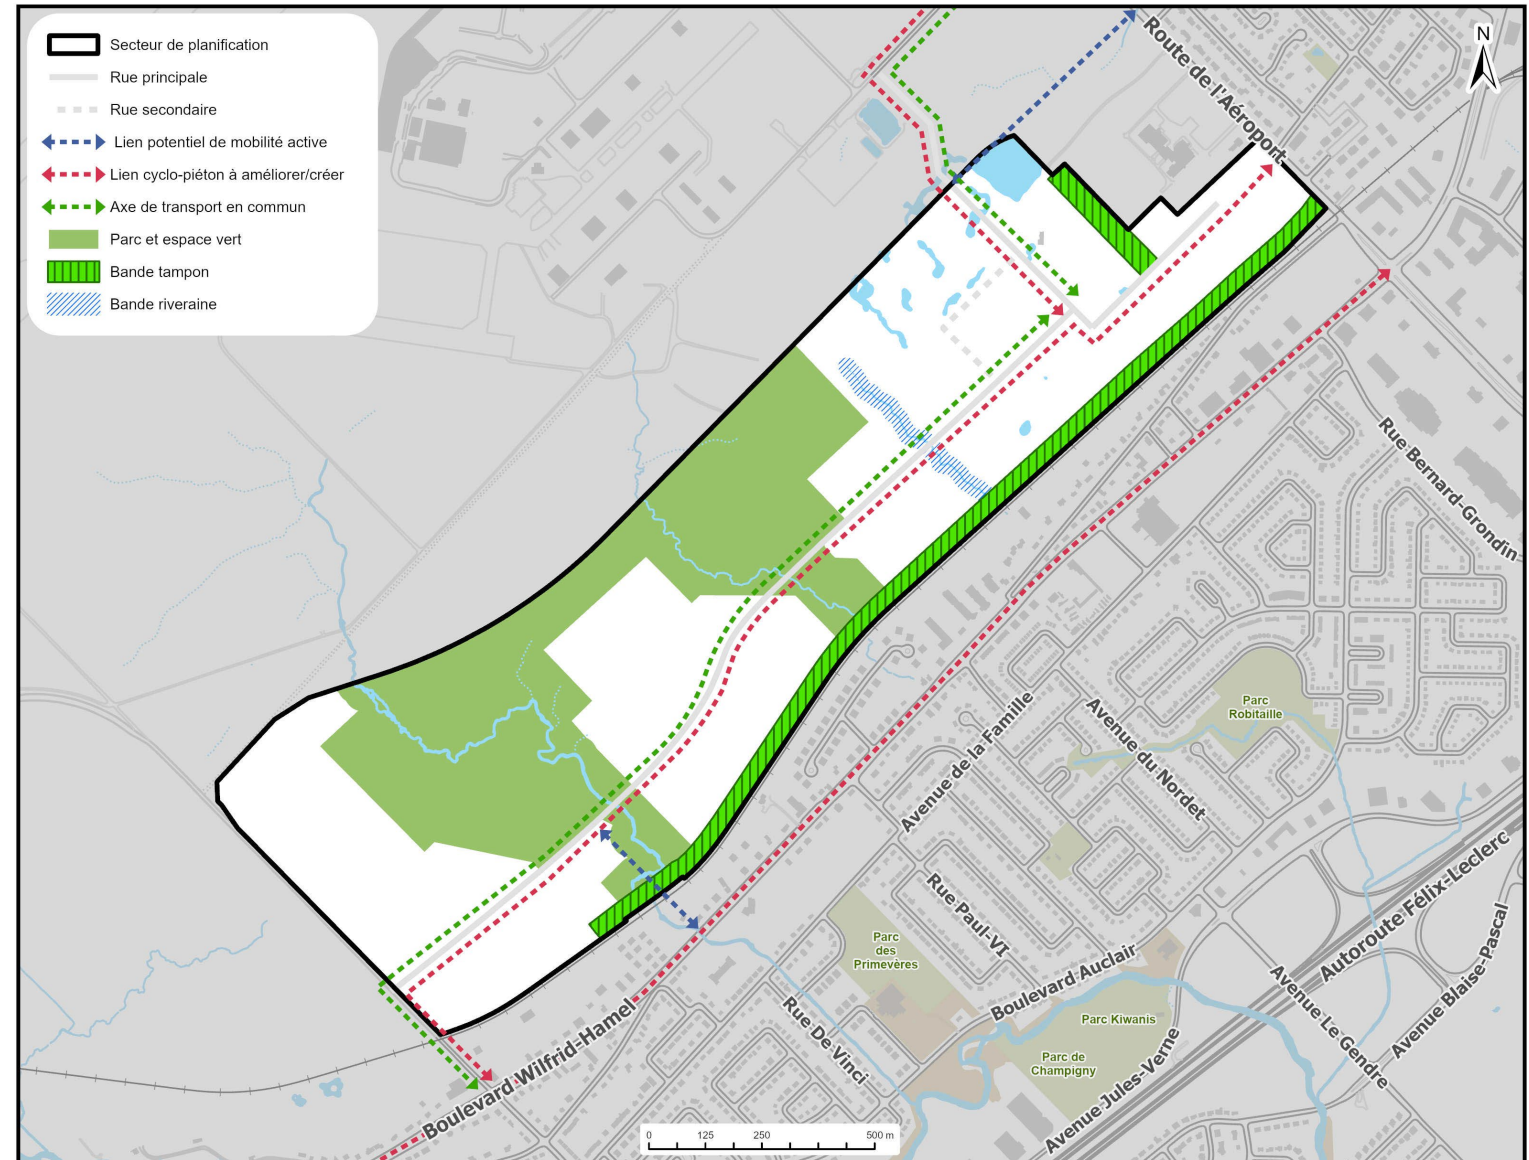 Secteur de planification
Rue principale
Rue secondaire
Lien potentiel de mobilité active
Lien cyclo-piéton à améliorer/créer
Axe de transport en commun
Parc et espace vert
Bande tampon
Bande riveraine
N
Route de l'Aéroport
Rue Bernard-Grondin
Parc
Robitaille
Avenue de la Famille
Avenue du Nordet
Autoroute Félix-Leclerc
Rue Paul-VI
Parc
des
Primevères
Boulevard Auclair
Avenue Blaise-Pascal
Avenue Le Gendre
Parc Kiwanis
Boulevard Wilfrid-Hamel
Rue De Vinci
Parc de
Champigny
Avenue Jules-Verne
0 125 250 500 m